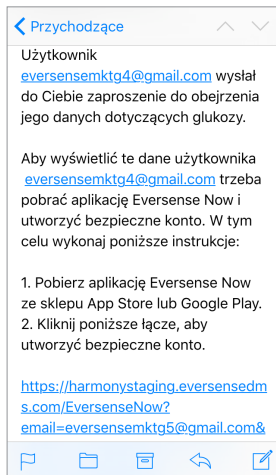 Przychodzące
Użytkownik
eversensemktg4@gmail.com wysłał
do Ciebie zaproszenie do obejrzenia
jego danych dotyczących glukozy.
Aby wyświetlić te dane użytkownika
eversensemktg4@gmail.com trzeba
pobrać aplikację Eversense Now i
utworzyć bezpieczne konto. W tym
celu wykonaj poniższe instrukcje:
1. Pobierz aplikację Eversense Now
ze sklepu App Store lub Google Play.
2. Kliknij poniższe łącze, aby
utworzyć bezpieczne konto.
https://harmonystaging.eversensedm
s.com/EversenseNow?
email=eversensemktg5@gmail.com&